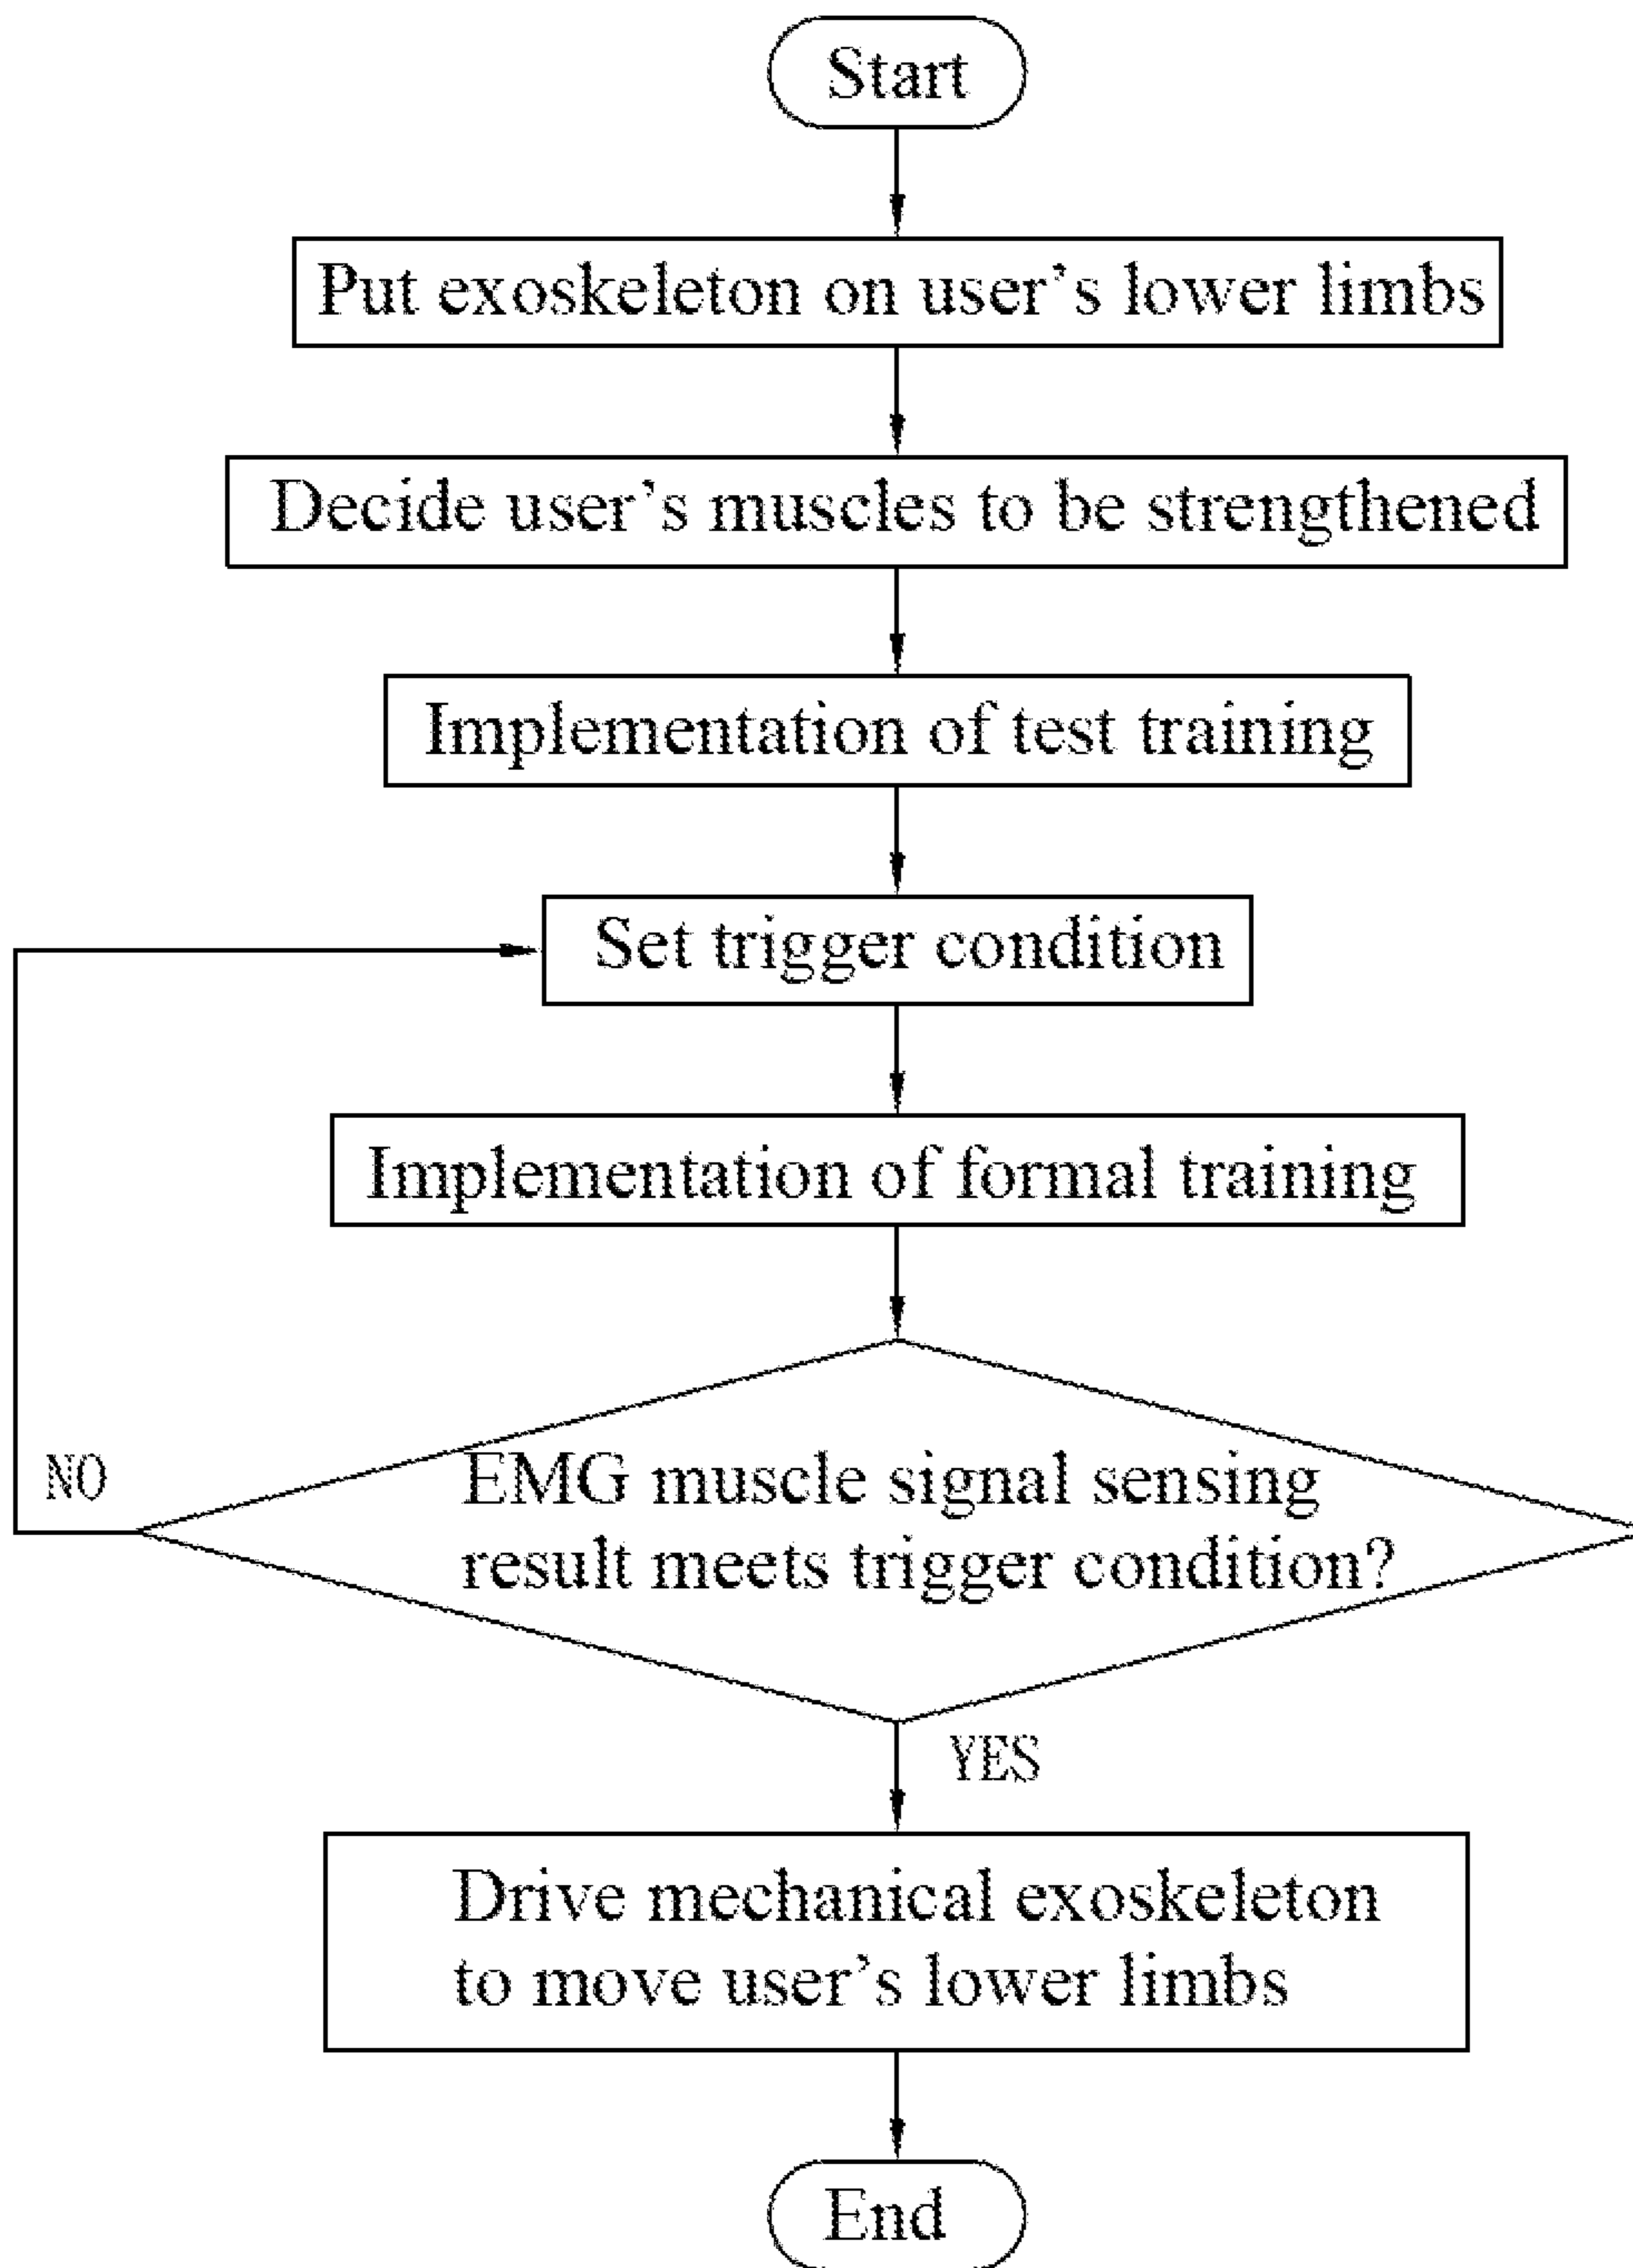 Start
Put exoskeleton on user's lower limbs
Decide user's muscles to be strengthened
Implementation of test training
Set trigger condition
Implementation of formal training
NO
EMG muscle signal sensing
result meets trigger condition?
YES
Drive mechanical exoskeleton
to move user's lower limbs
End